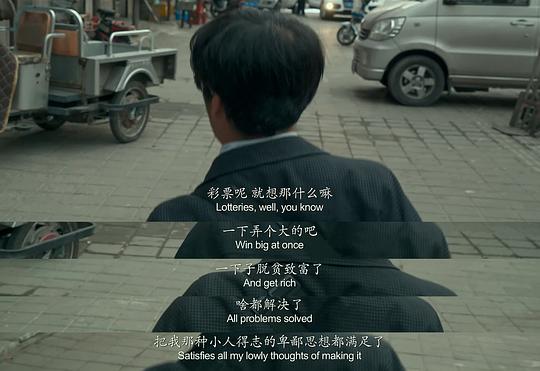 彩票呢 就想那什么嘛
Lotteries, well, you know
一下弄个大的吧
Win big at once
一下子脱贫致富了
And get rich
啥都解决了
All problems solved
把我那种小人得志的卑鄙思想都满足了
Satisfies all my lowly thoughts of making it